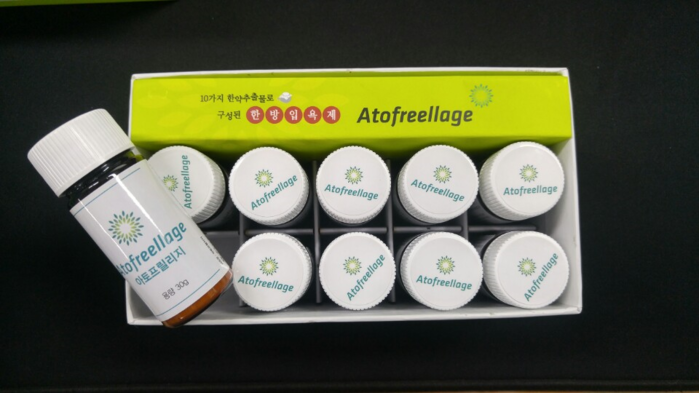 10가지 한약추출물로
구성된 한방입욕제 Atofreellage
Atofreellage
아토프릴리지
용량 30g
Atofreellage
Atofreellage
Atofreellage
Atofreellage
Atofreellage
Atofreellage
Atofreellage
Atofreellage
Atofreellage